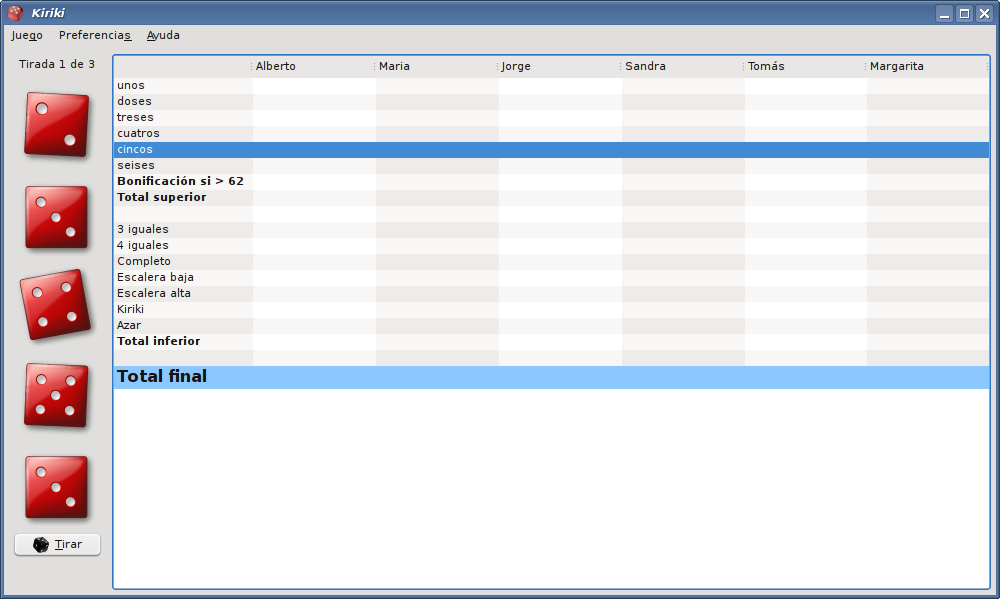 Kiriki
Juego Preferencias Ayuda
Tirada 1 de 3
Alberto Maria Jorge Sandra Tomás Margarita
unos
doses
treses
cuatros
cincos
seises
Bonificación si > 62
Total superior
3 iguales
4 iguales
Completo
Escalera baja
Escalera alta
Kiriki
Azar
Total inferior
Total final
Tirar